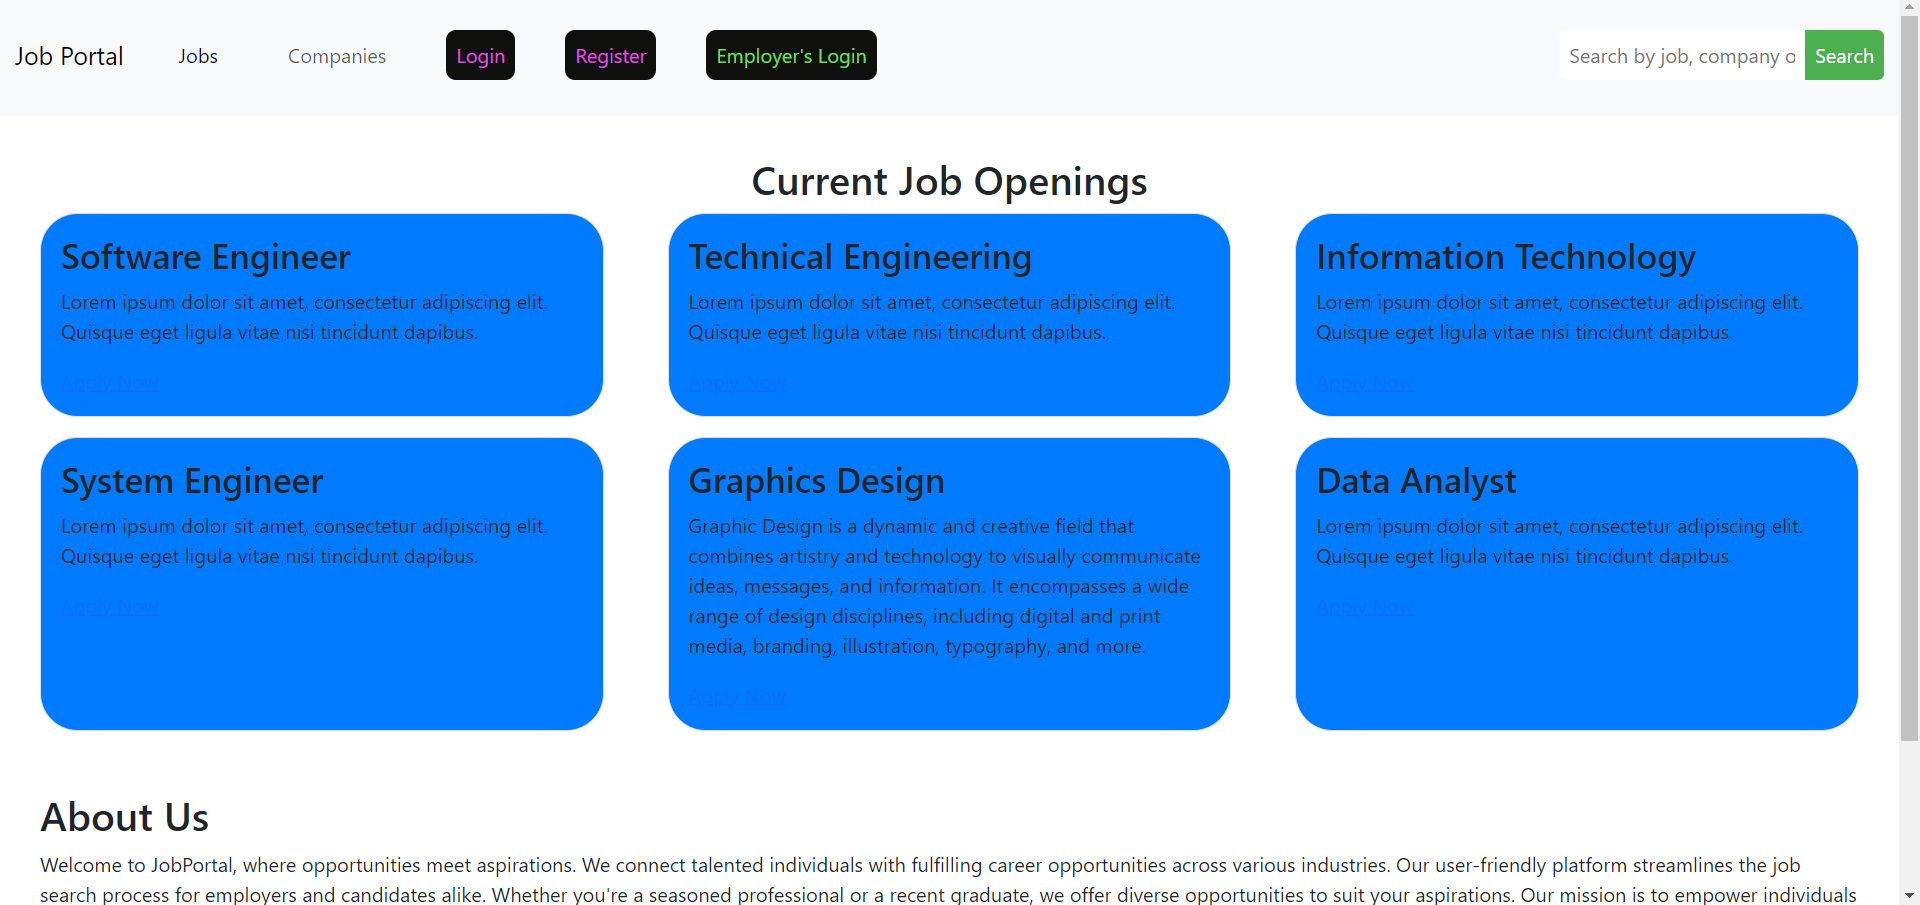 Job Portal Jobs Companies Login Register Employer's Login Search by job, company o Search
Current Job Openings
Software Engineer
Lorem ipsum dolor sit amet, consectetur adipiscing elit.
Quisque eget ligula vitae nisi tincidunt dapibus.
Apply Now
Technical Engineering
Lorem ipsum dolor sit amet, consectetur adipiscing elit.
Quisque eget ligula vitae nisi tincidunt dapibus.
Apply Now
Information Technology
Lorem ipsum dolor sit amet, consectetur adipiscing elit.
Quisque eget ligula vitae nisi tincidunt dapibus.
Apply Now
System Engineer
Lorem ipsum dolor sit amet, consectetur adipiscing elit.
Quisque eget ligula vitae nisi tincidunt dapibus.
Apply Now
Graphics Design
Graphic Design is a dynamic and creative field that
combines artistry and technology to visually communicate
ideas, messages, and information. It encompasses a wide
range of design disciplines, including digital and print
media, branding, illustration, typography, and more.
Apply Now
Data Analyst
Lorem ipsum dolor sit amet, consectetur adipiscing elit.
Quisque eget ligula vitae nisi tincidunt dapibus.
Apply Now
About Us
Welcome to JobPortal, where opportunities meet aspirations. We connect talented individuals with fulfilling career opportunities across various industries. Our user-friendly platform streamlines the job
search process for employers and candidates alike. Whether you're a seasoned professional or a recent graduate, we offer diverse opportunities to suit your aspirations. Our mission is to empower individuals